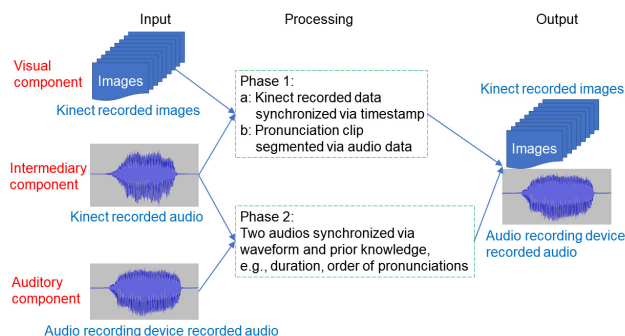 Input
Processing
Output
Visual
component
Images
Kinect recorded images
Intermediary
component
Kinect recorded audio
Auditory
component
Audio recording device recorded audio
Phase 1:
a: Kinect recorded data
synchronized via timestamp
b: Pronunciation clip
segmented via audio data
Phase 2:
Two audios synchronized via
waveform and prior knowledge,
e.g., duration, order of pronunciations
Kinect recorded images
Images
Audio recording device
recorded audio